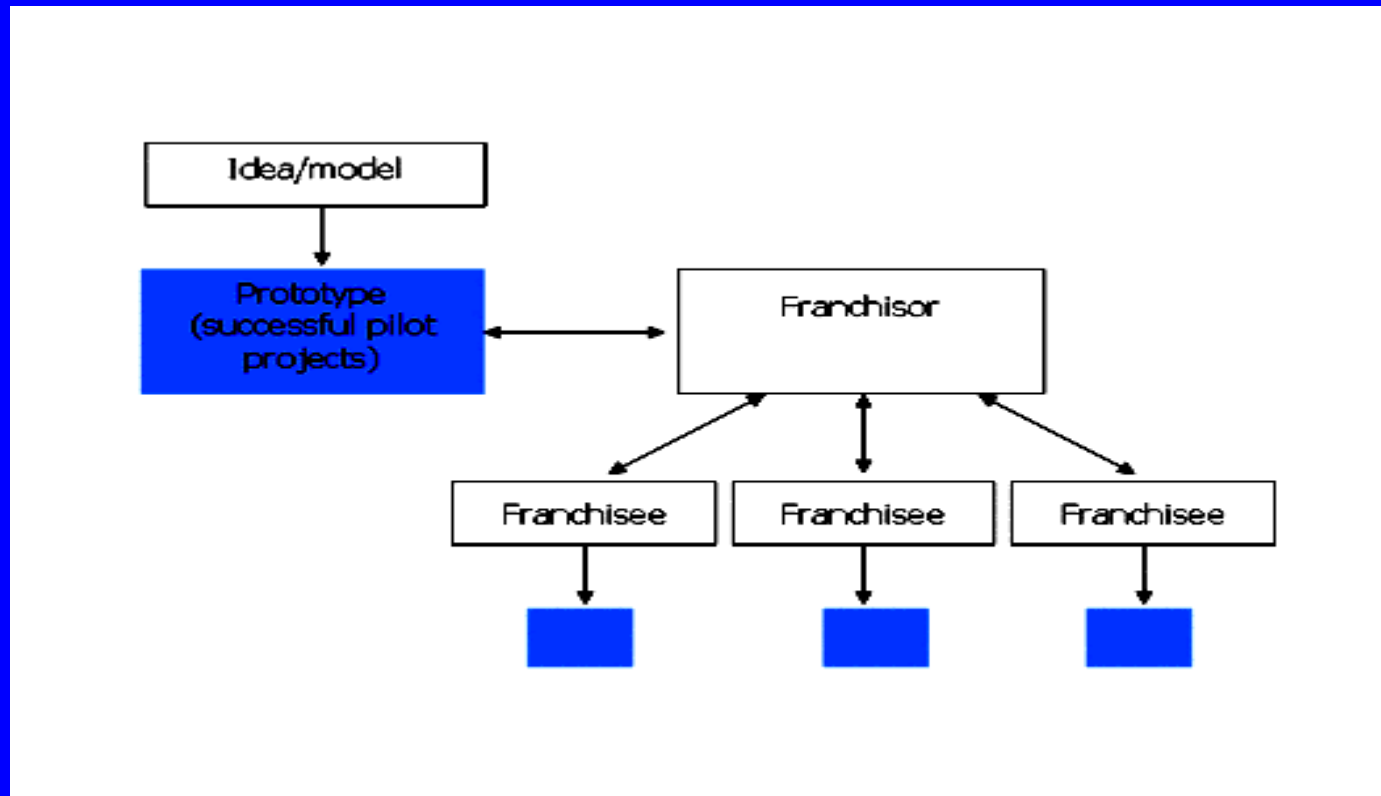 Idea/model
Prototype
(successful pilot
projects)
Franchisor
Franchisee
Franchisee
Franchisee